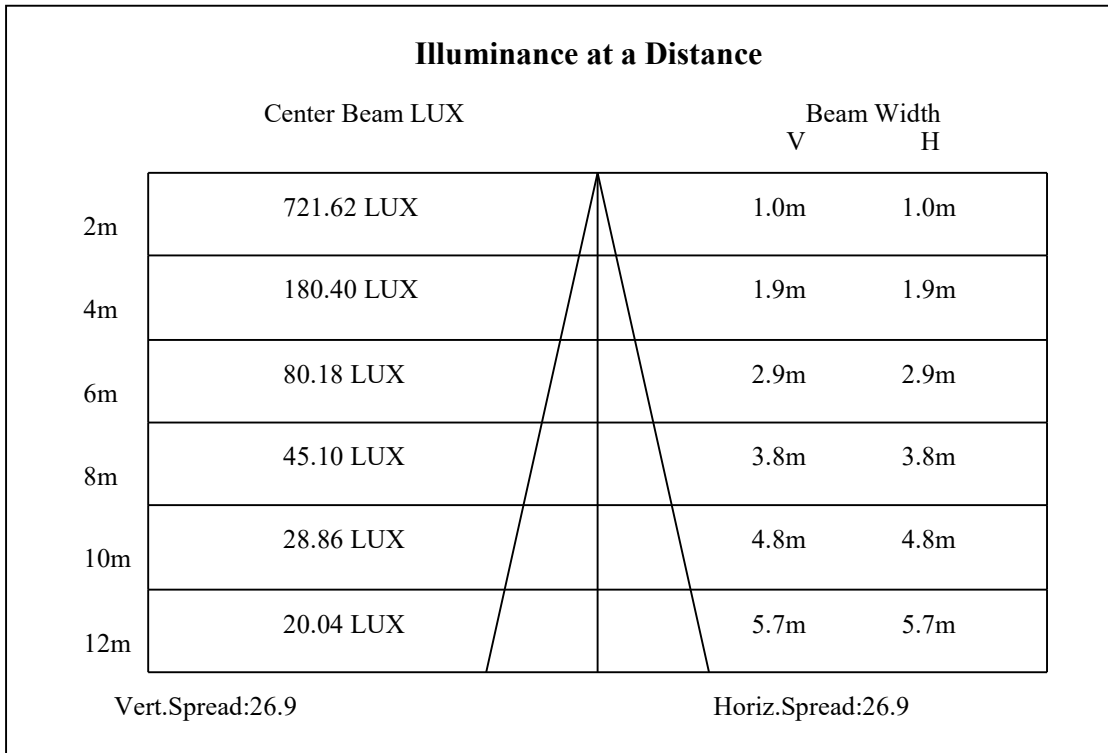 Illuminance at a Distance
Center Beam LUX Beam Width
V H
2m 721.62 LUX 1.0m 1.0m
4m 180.40 LUX 1.9m 1.9m
6m 80.18 LUX 2.9m 2.9m
8m 45.10 LUX 3.8m 3.8m
10m 28.86 LUX 4.8m 4.8m
12m 20.04 LUX 5.7m 5.7m
Vert.Spread:26.9 Horiz.Spread:26.9